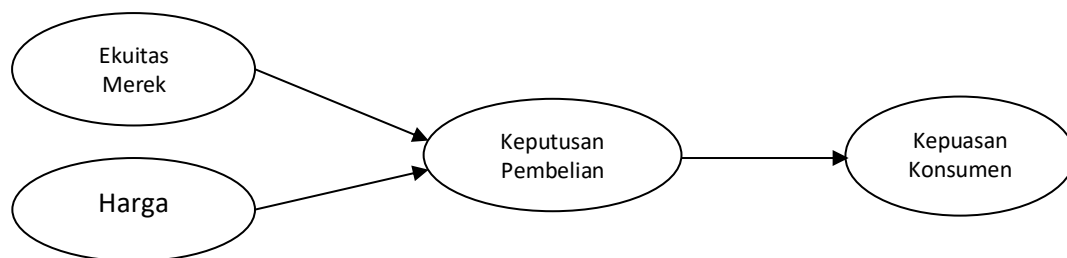 Ekuitas
Merek
Harga
Keputusan
Pembelian
Kepuasan
Konsumen